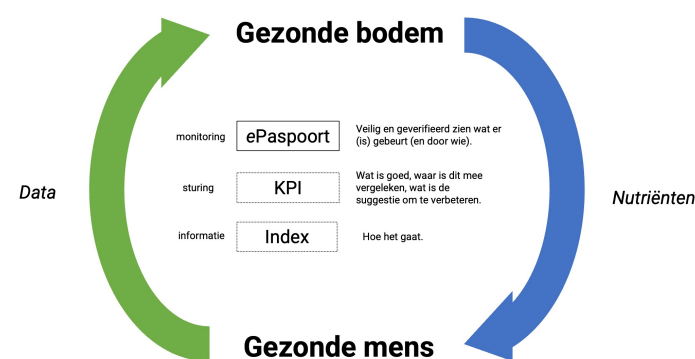 Gezonde bodem
monitoring
ePaspoort
Veilig en geverifieerd zien wat er
(is) gebeurt (en door wie).
Data
sturing
KPI
Wat is goed, waar is dit mee
vergeleken, wat is de
suggestie om te verbeteren.
Nutriënten
informatie
Index
Hoe het gaat.
Gezonde mens